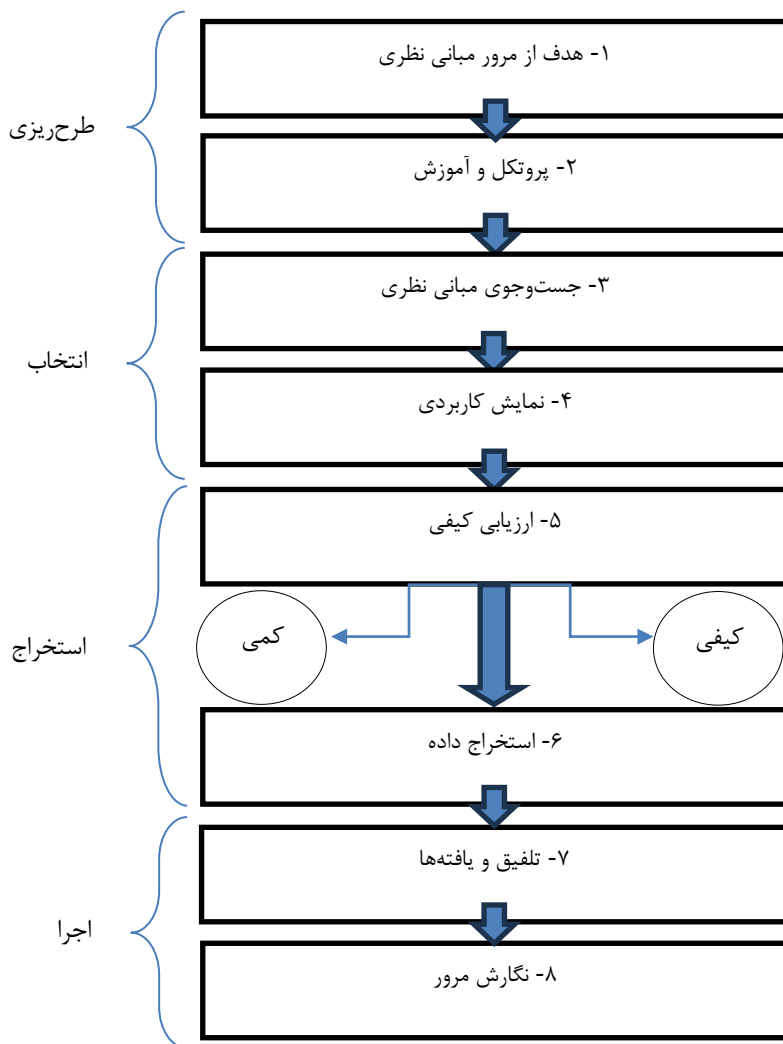 ۱- هدف از مرور مبانی نظری
طرح‌ریزی
۲- پروتکل و آموزش
۳- جست‌وجوی مبانی نظری
انتخاب
۴- نمایش کاربردی
۵- ارزیابی کیفی
کیفی
کمی
استخراج
۶- استخراج داده
۷- تلفیق و یافته‌ها
اجرا
۸- نگارش مرور